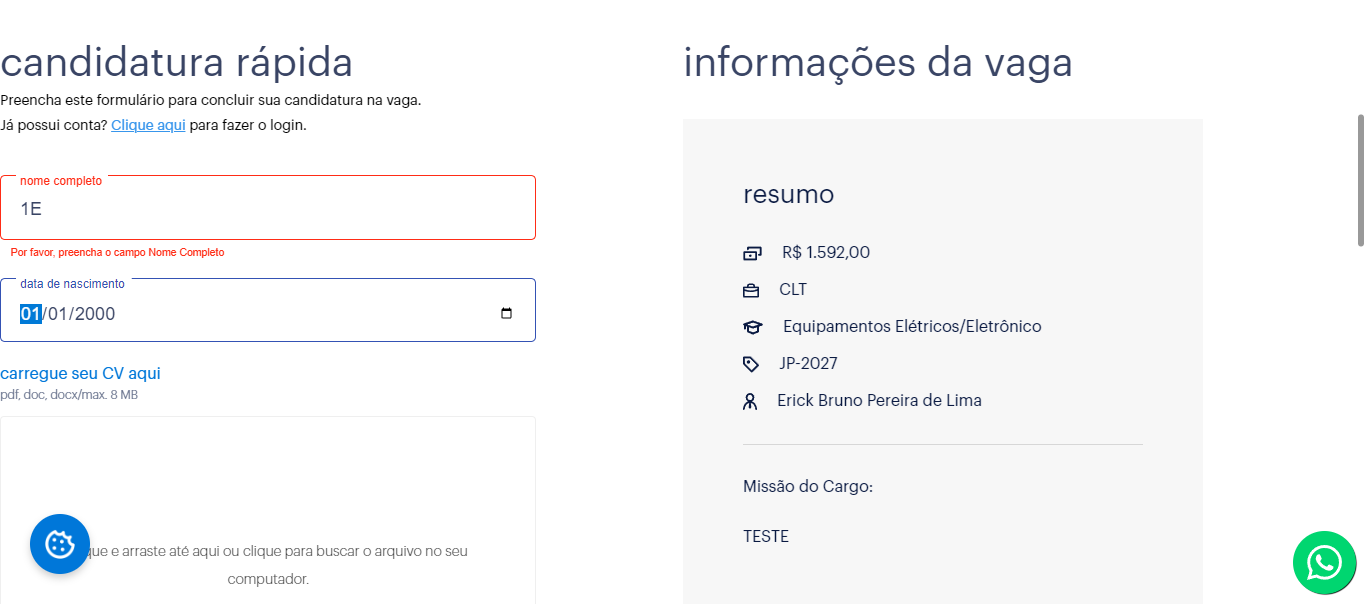 candidatura rápida
Preencha este formulário para concluir sua candidatura na vaga.
Já possui conta? Clique aqui para fazer o login.
nome completo
1E
Por favor, preencha o campo Nome Completo
data de nascimento
01/01/2000
carregue seu CV aqui
pdf, doc, docx/max. 8 MB
que e arraste até aqui ou clique para buscar o arquivo no seu
computador.
informações da vaga
resumo
R$ 1.592,00
CLT
Equipamentos Elétricos/Eletrônico
JP-2027
Erick Bruno Pereira de Lima
Missão do Cargo:
TESTE